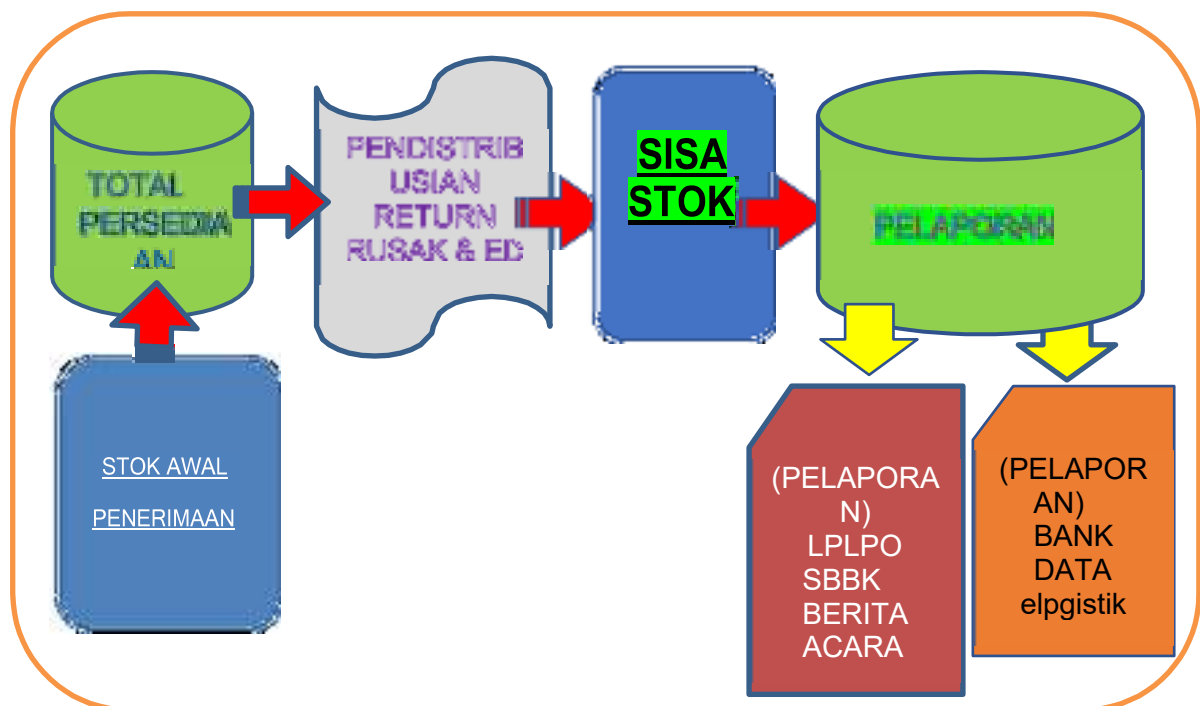 TOTAL
PERSEDIA
AN
PENDISTRIB
USIAN
RETURN
RUSAK & ED
SISA
STOK
PELAPORAN
STOK AWAL
PENERIMAAN
(PELAPORA
N)
LPLPO
SBBK
BERITA
ACARA
(PELAPOR
AN)
BANK
DATA
elpgistik